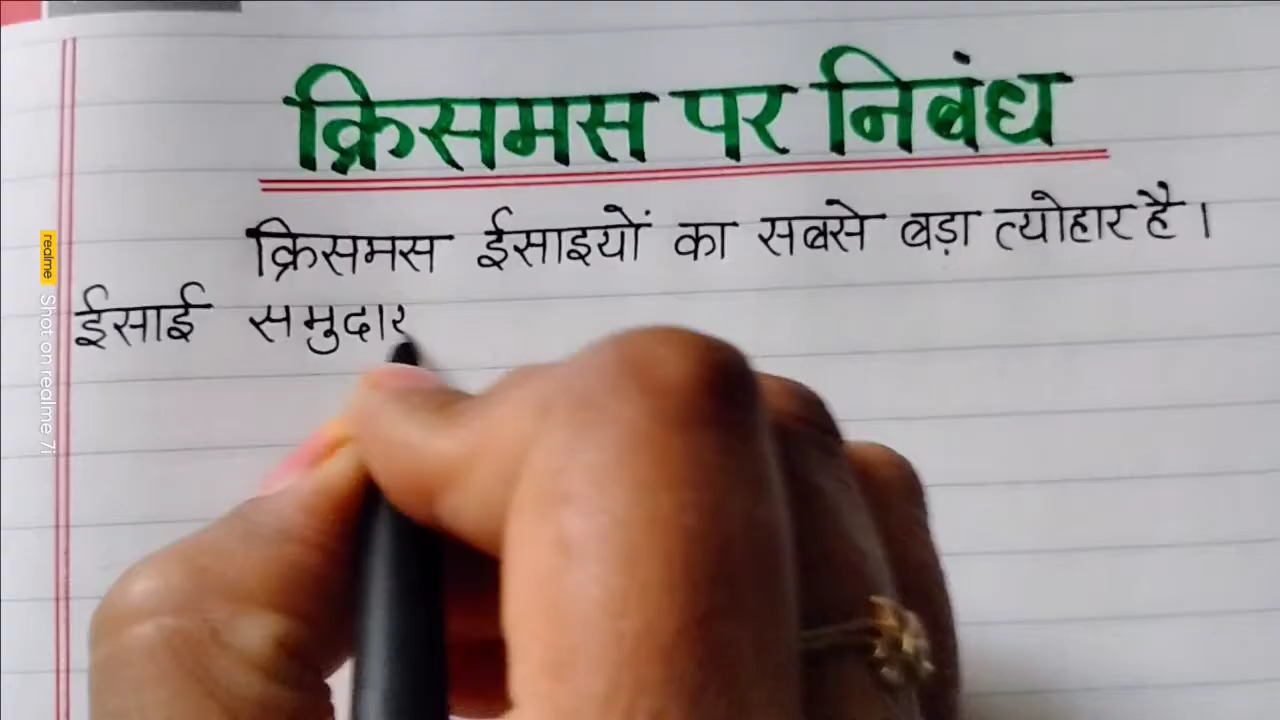 क्रिसमस पर निबंध
क्रिसमस ईसाइयों का सबसे बड़ा त्योहार है।
ईसाई समुदार
realme Shot on realme 7i